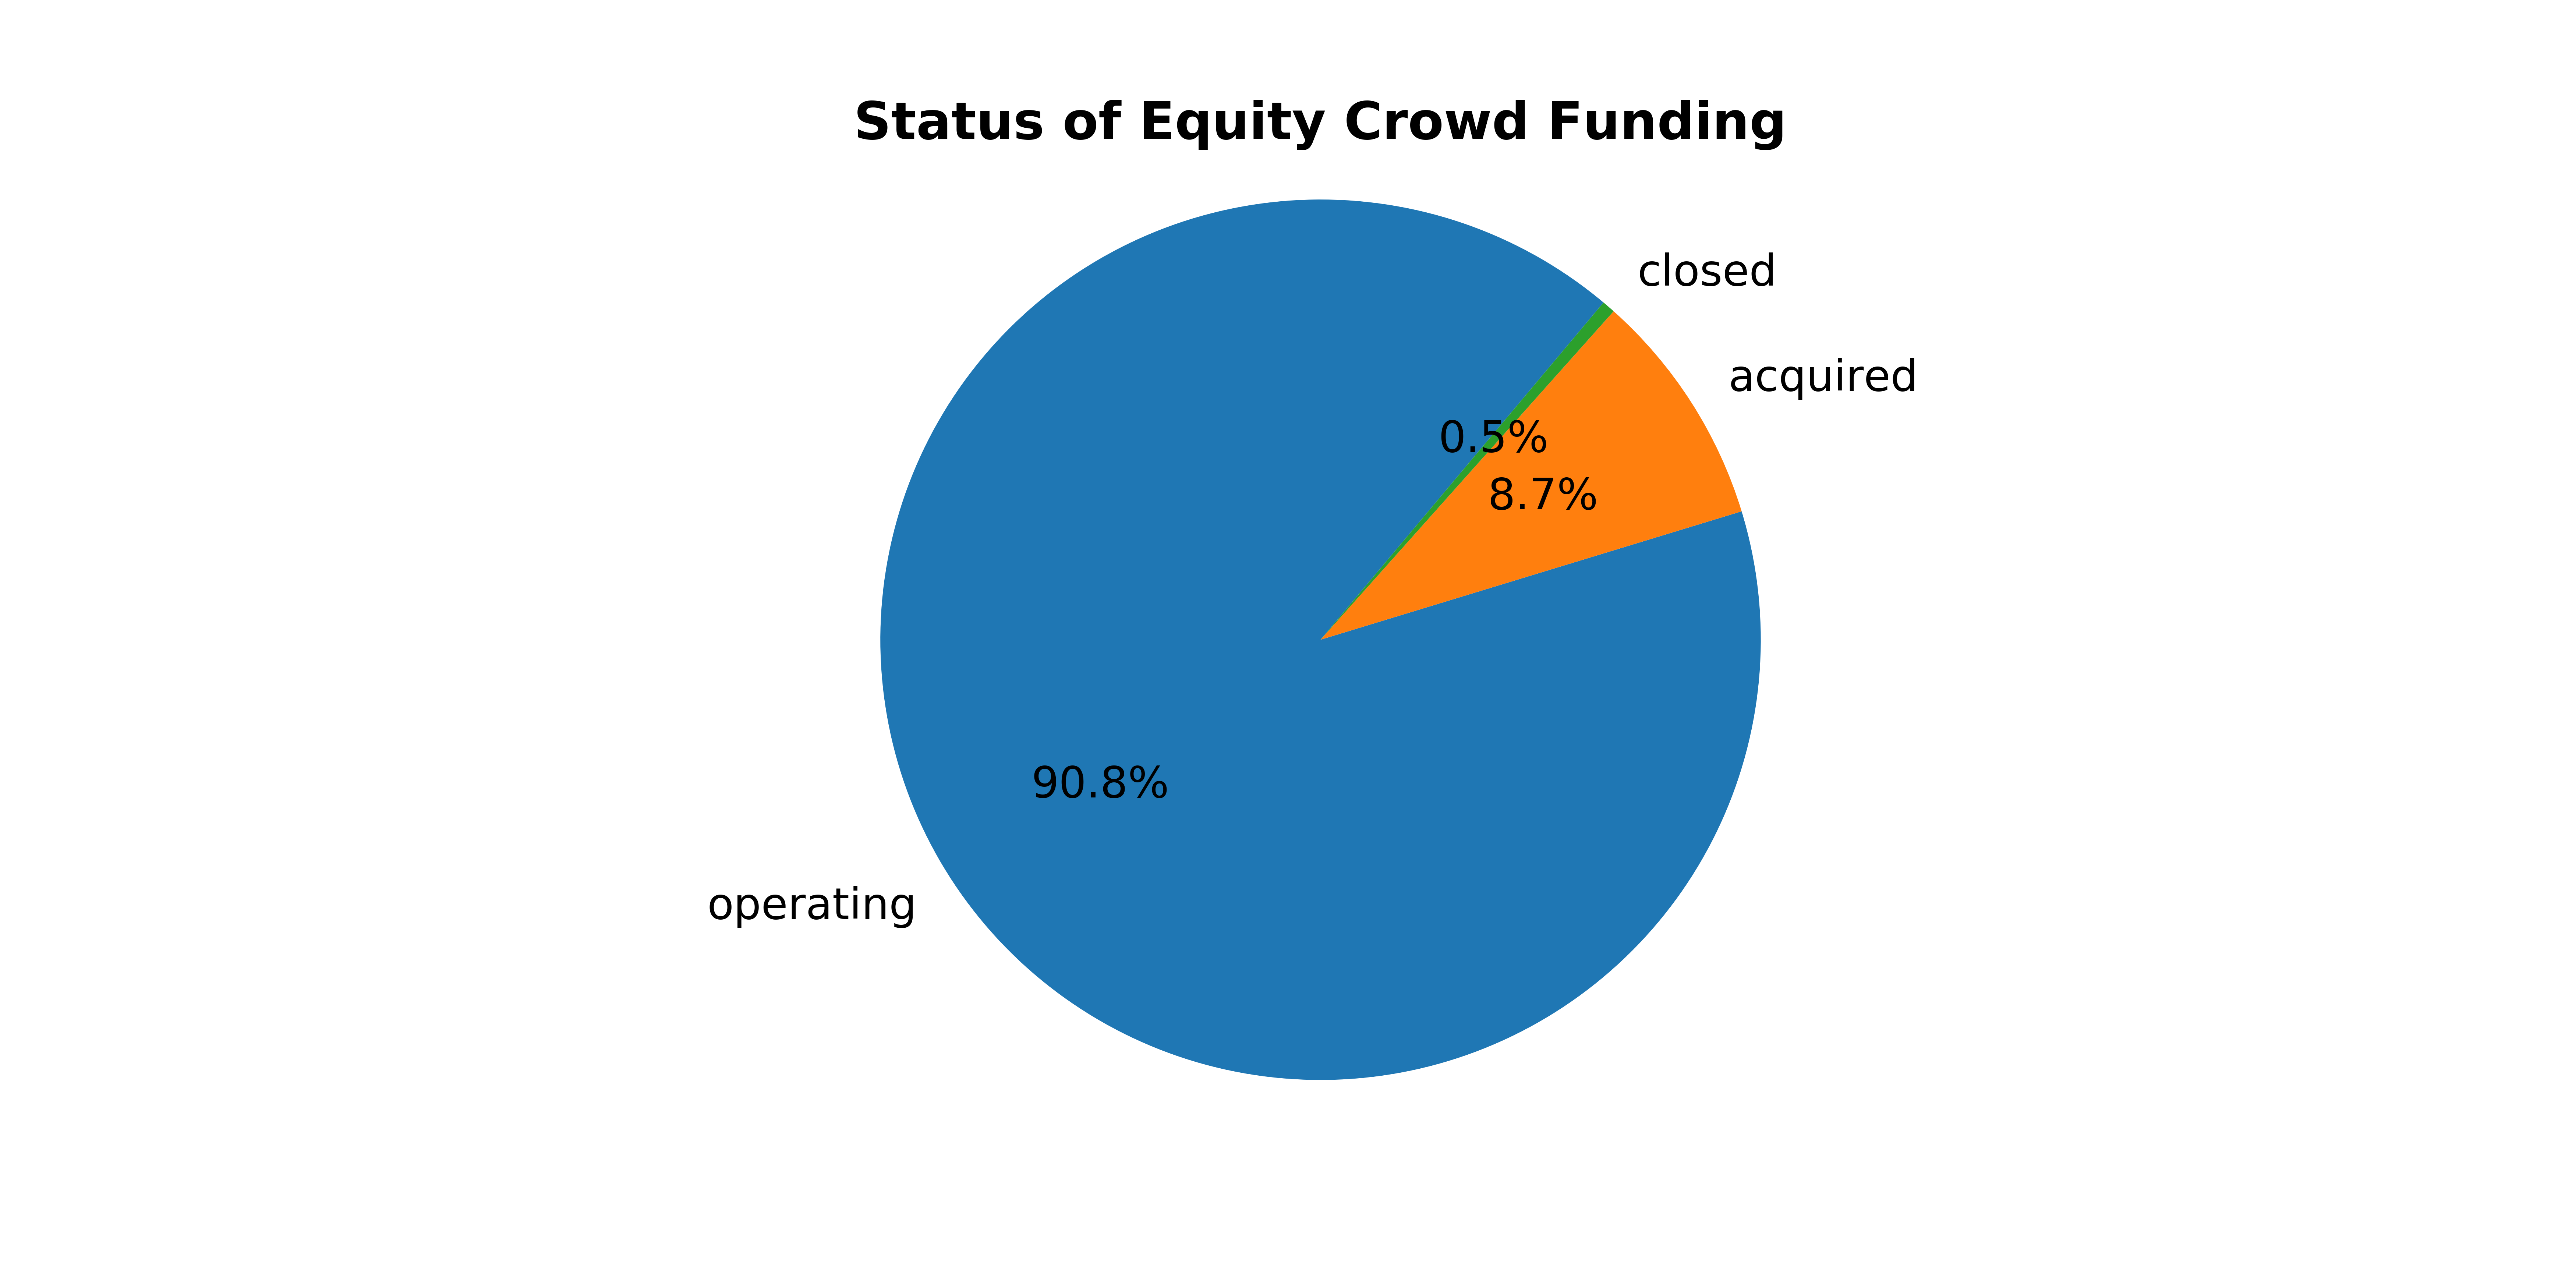 Status of Equity Crowd Funding
closed
acquired
0.5%
8.7%
90.8%
operating